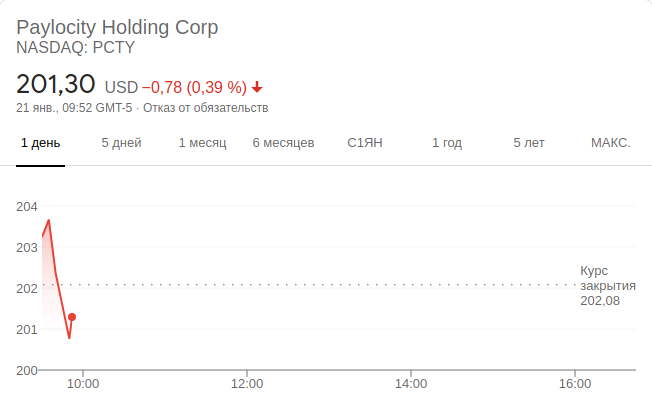 Paylocity Holding Corp
NASDAQ: PCTY
201,30 USD −0,78 (0,39 %)
21 янв., 09:52 GMT-5 · Отказ от обязательств
1 день 5 дней 1 месяц 6 месяцев С1ЯН 1 год 5 лет МАКС.
204
203
202
201
200
Курс
закрытия
202,08
10:00 12:00 14:00 16:00